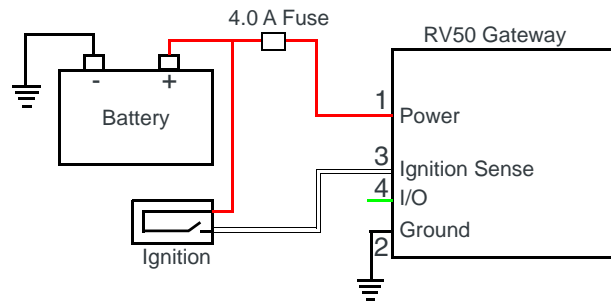 4.0 A Fuse
RV50 Gateway
- +
Battery
1 Power
3 Ignition Sense
4 I/O
2 Ground
Ignition